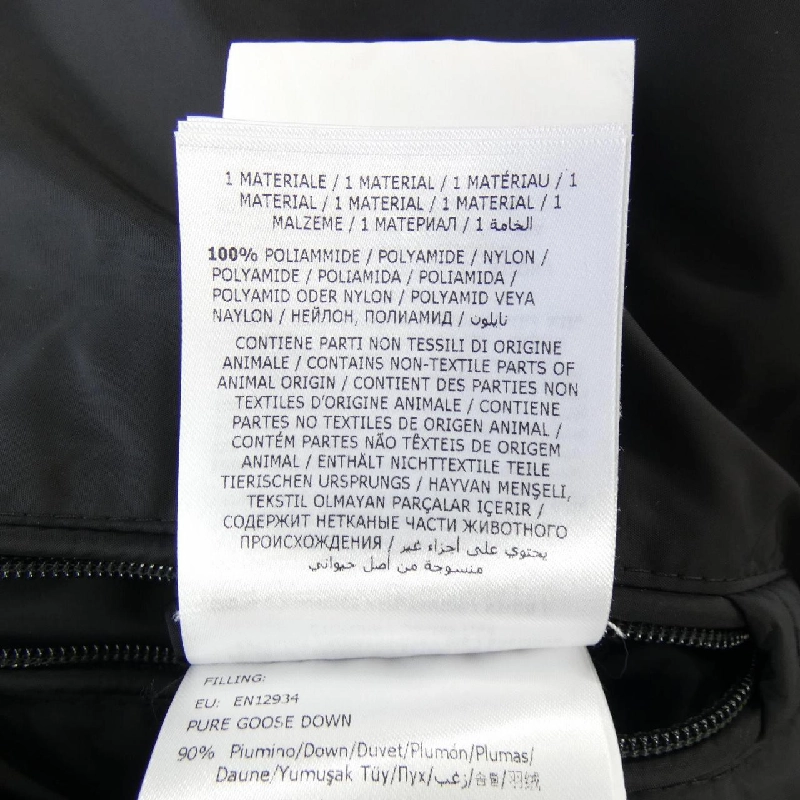 1 MATERIALE / 1 MATERIAL / 1 MATÉRIAU / 1
MATERIAL / 1 MATERIAL / 1 MATERIAL / 1
MALZEME / 1 МАТЕРИАЛ / 1 الخامة
100% POLIAMMIDE / POLYAMIDE / NYLON /
POLYAMIDE / POLIAMIDA / POLIAMIDA /
POLYAMID ODER NYLON / POLYAMID VEYA
NAYLON / НЕЙЛОН, ПОЛИАМИД / نايلون
CONTIENE PARTI NON TESSILI DI ORIGINE
ANIMALE / CONTAINS NON-TEXTILE PARTS OF
ANIMAL ORIGIN / CONTIENT DES PARTIES NON
TEXTILES D'ORIGINE ANIMALE / CONTIENE
PARTES NO TEXTILES DE ORIGEN ANIMAL /
CONTÉM PARTES NÃO TÊXTEIS DE ORIGEM
ANIMAL / ENTHÄLT NICHTTEXTILE TEILE
TIERISCHEN URSPRUNGS / HAYVAN MENŞELİ,
TEKSTIL OLMAYAN PARÇALAR IÇERIR /
СОДЕРЖИТ НЕТКАНЫЕ ЧАСТИ ЖИВОТНОГО
ПРОИСХОЖДЕНИЯ / يحتوي على اجزاء غير
منسوجة من أصل حيواني
FILLING:
EU: EN12934
PURE GOOSE DOWN
90% Piumino/Down/Duvet/Plumón/Plumas/
Daune/Yumuşak Tüy/Пух/زغب/솜털/羽绒